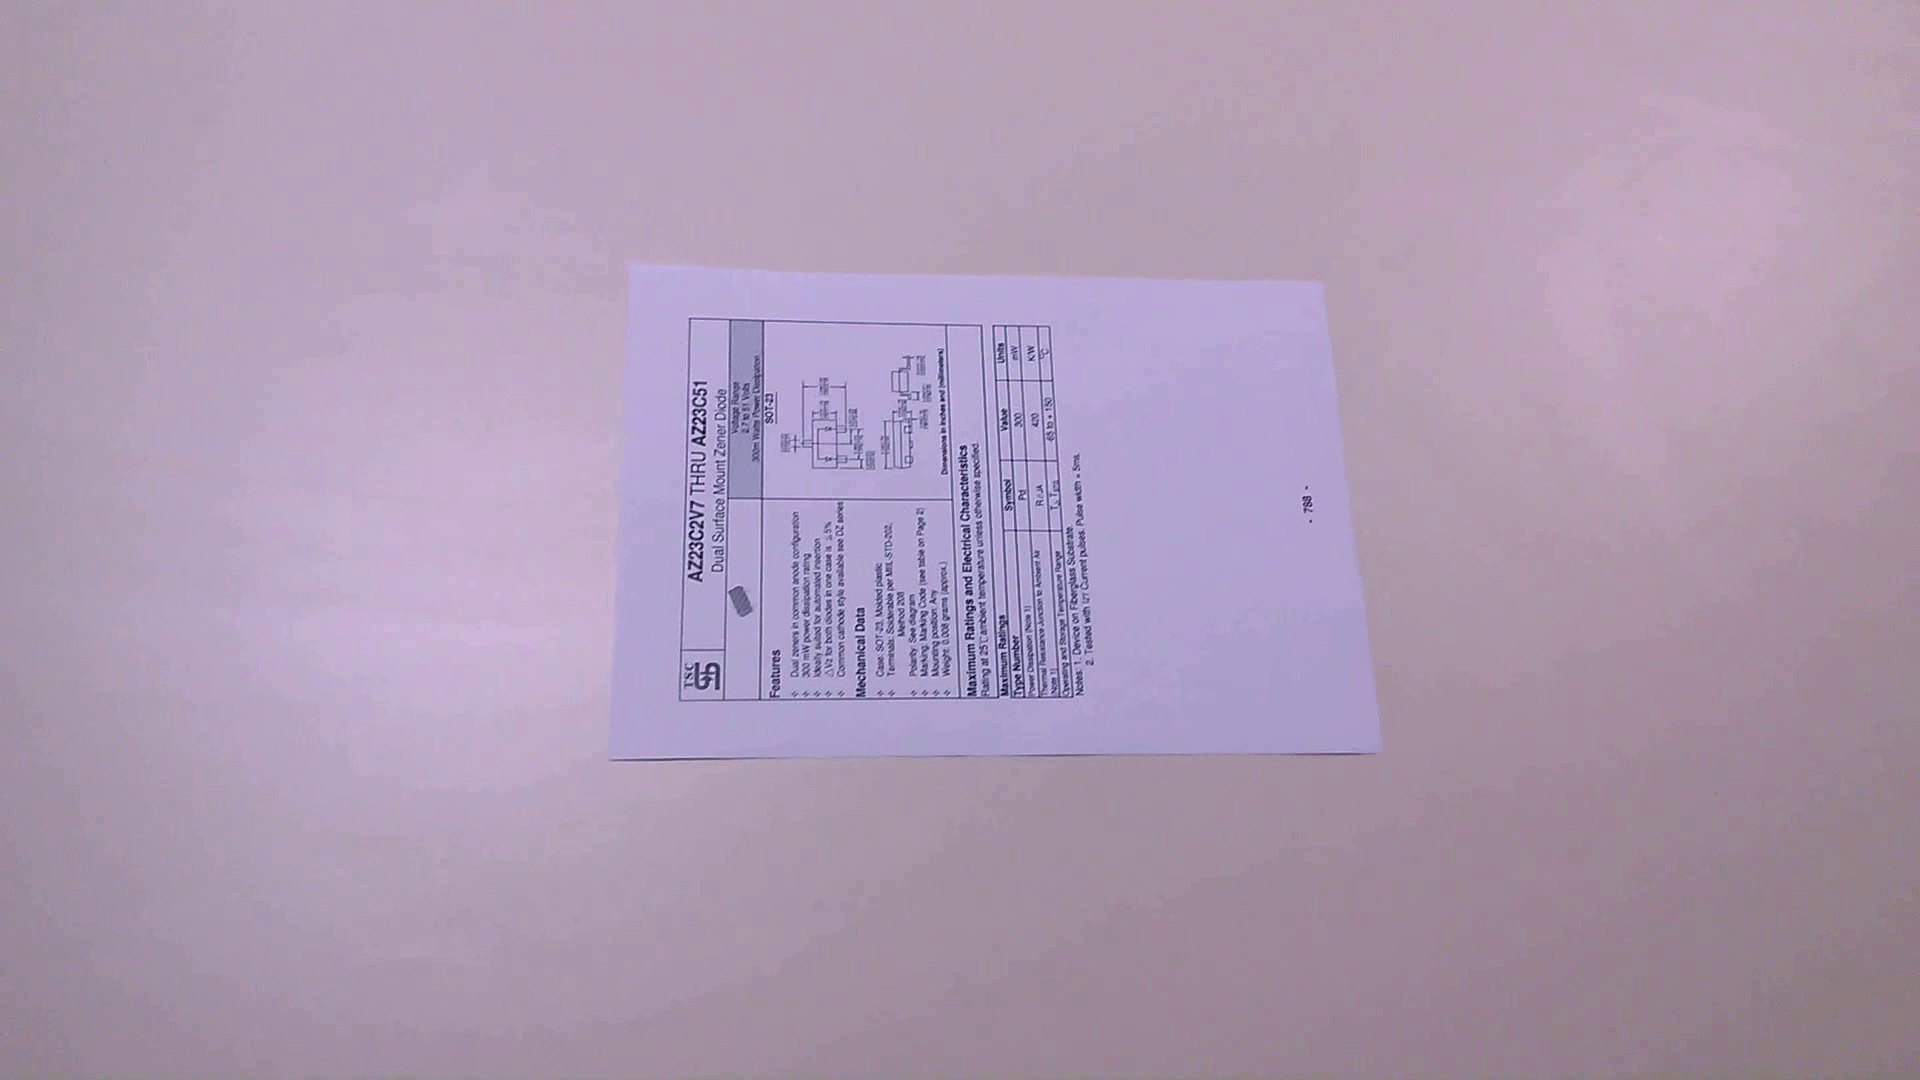 TSC
AZ23C2V7 THRU AZ23C51
Dual Surface Mount Zener Diode
Voltage Range
2.7 to 51 Volts
300m Watts Power Dissipation
SOT-23
Features
Dual zeners in common anode configuration
300 mW power dissipation rating
Ideally suited for automated insertion
△Vz for both diodes in one case is ≦5%
Common cathode style available see DZ series
Mechanical Data
Case: SOT-23, Molded plastic
Terminals: Solderable per MIL-STD-202,
Method 208
Polarity: See diagram
Marking: Marking Code (see table on Page 2)
Mounting position: Any
Weight: 0.008 grams (approx.)
Dimensions in inches and (millimeters)
Maximum Ratings and Electrical Characteristics
Rating at 25℃ ambient temperature unless otherwise specified.
Maximum Ratings
Type Number Symbol Value Units
Power Dissipation (Note 1) Pd 300 mW
Thermal Resistance Junction to Ambient Air
(Note 1) RθJA 420 K/W
Operating and Storage Temperature Range TJ, TSTG -65 to + 150 °C
Notes: 1. Device on Fiberglass Substrate.
2. Tested with Current pulses. Pulse width = 5ms.
- 788 -